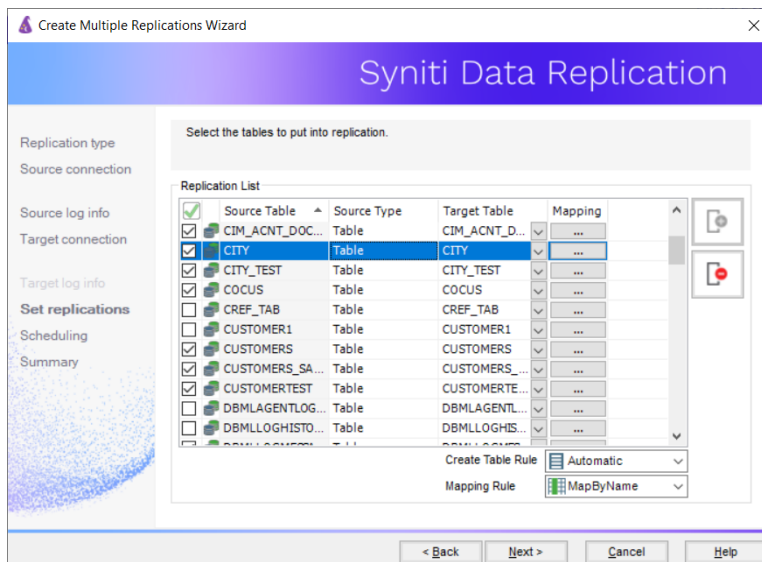 Create Multiple Replications Wizard
Syniti Data Replication
Replication type
Source connection
Source log info
Target connection
Target log info
Set replications
Scheduling
Summary
Select the tables to put into replication.
Replication List
Source Table Source Type Target Table Mapping
CIM_ACNT_DOC... Table CIM_ACNT_D... ...
CITY Table CITY ...
CITY_TEST Table CITY_TEST ...
COCUS Table COCUS ...
CREF_TAB Table CREF_TAB ...
CUSTOMER1 Table CUSTOMER1 ...
CUSTOMERS Table CUSTOMERS ...
CUSTOMERS_SA... Table CUSTOMERS_... ...
CUSTOMERTEST Table CUSTOMERTE... ...
DBMLAGENTLOG... Table DBMLAGENTL... ...
DBMLLOGHISTO... Table DBMLLOGHIS... ...
Create Table Rule Automatic
Mapping Rule MapByName
< Back Next > Cancel Help